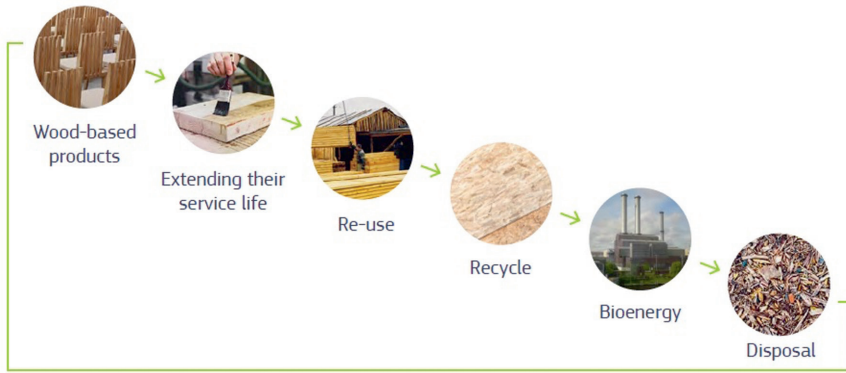 Wood-based
products
Extending their
service life
Re-use
Recycle
Bioenergy
Disposal